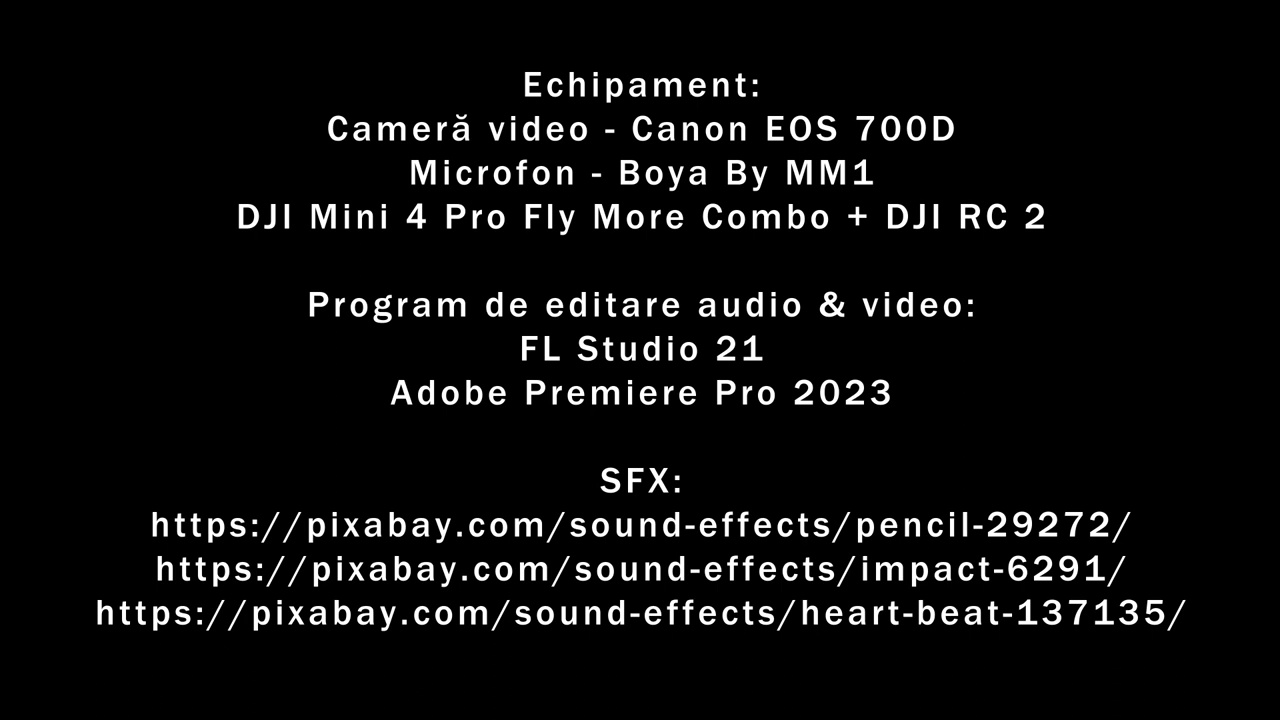 Echipament:
Cameră video - Canon EOS 700D
Microfon - Boya By MM1
DJI Mini 4 Pro Fly More Combo + DJI RC 2
Program de editare audio & video:
FL Studio 21
Adobe Premiere Pro 2023
SFX:
https://pixabay.com/sound-effects/pencil-29272/
https://pixabay.com/sound-effects/impact-6291/
https://pixabay.com/sound-effects/heart-beat-137135/